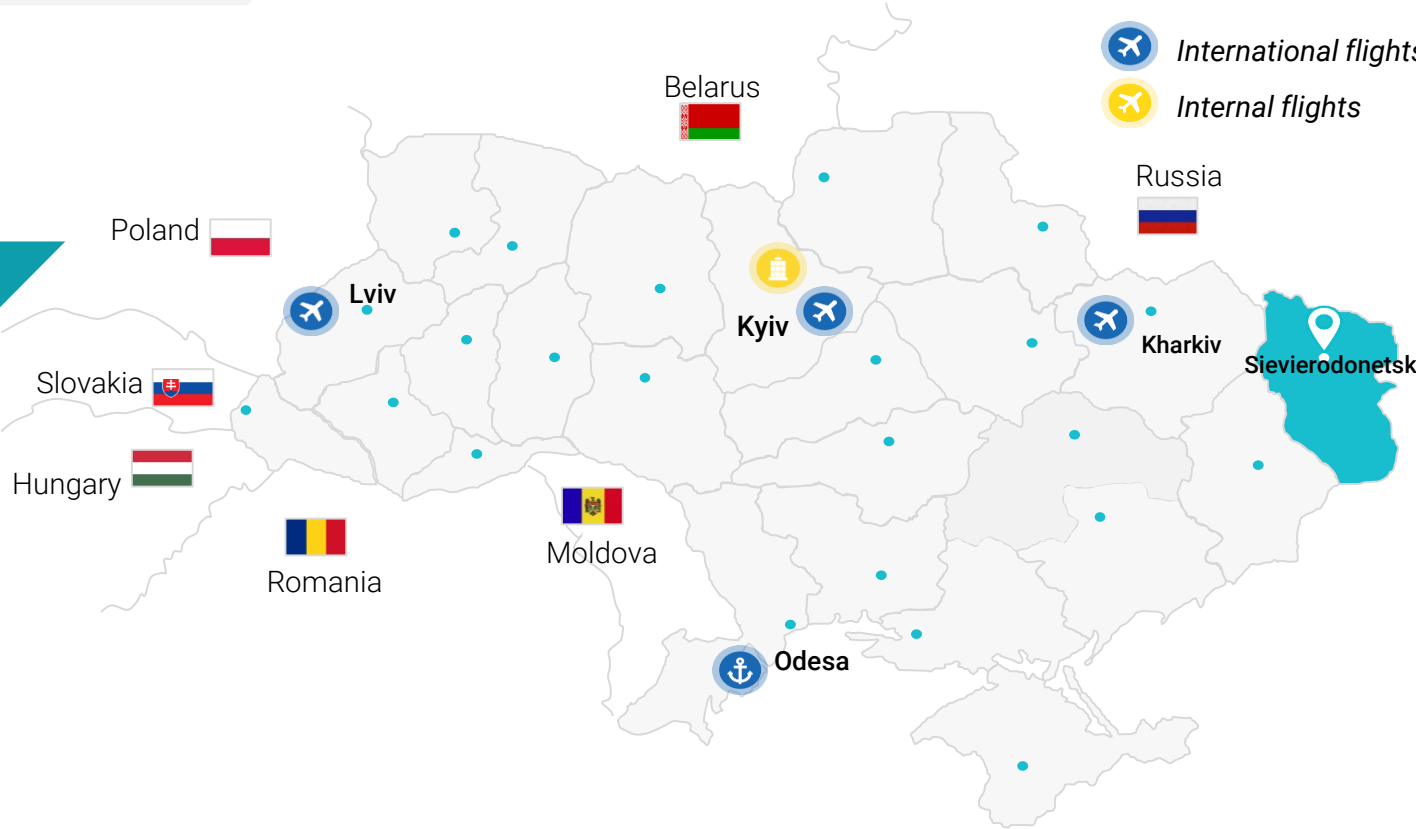 International flights
Internal flights
Belarus
Russia
Poland
Lviv
Kyiv
Kharkiv
Sievierodonetsk
Slovakia
Hungary
Romania
Moldova
Odesa